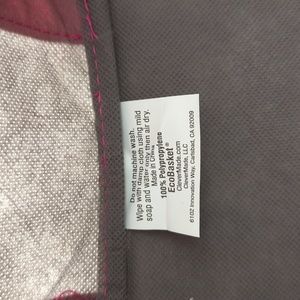 Do not machine wash.
Wipe with damp cloth using mild
soap and water only then air dry.
Made in China
100% Polypropylene
EcoBasket®
CleverMade.com
CleverMade, LLC
6102 Innovation Way, Carlsbad, CA 92009